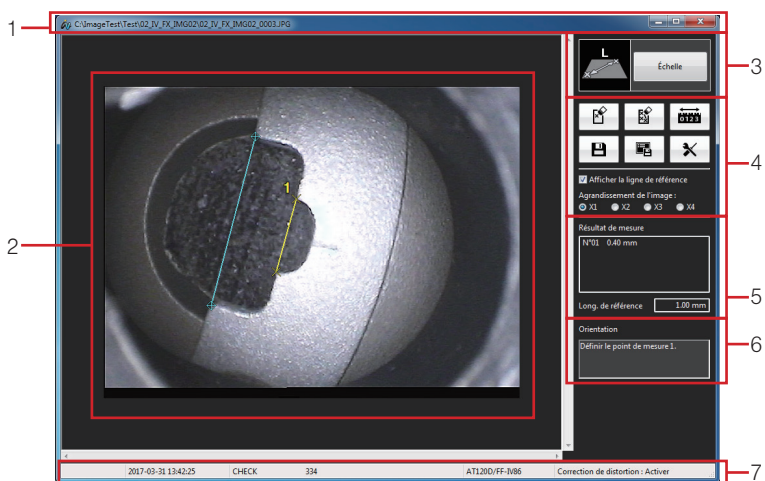 C:\ImageTest\Test\02_IV_FX_IMG02\02_IV_FX_IMG02_0003.JPG
1
L
Échelle
3
0123
4
Afficher la ligne de référence
Agrandissement de l'image :
X1 X2 X3 X4
1
2
Résultat de mesure
N°01 0.40 mm
Long. de référence 1.00 mm
5
Orientation
6
Définir le point de mesure 1.
2017-03-31 13:42:25 CHECK 334 AT120D/FF-IV86 Correction de distortion : Activer
7